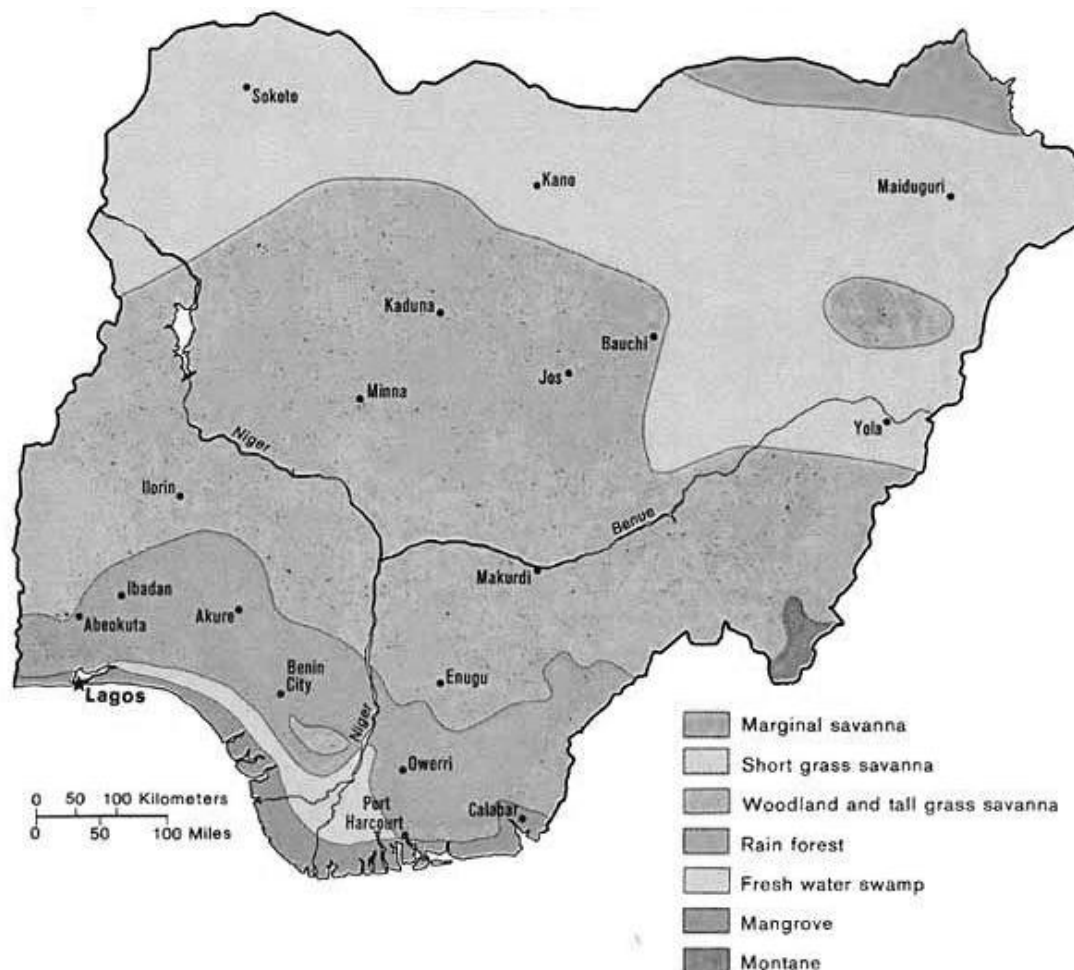 Sokoto
Kano
Maiduguri
Kaduna
Bauchi
Jos
Minna
Yola
Niger
Ilorin
Benue
Makurdi
Ibadan
Akure
Abeokuta
Benin
City
Enugu
Lagos
Niger
Owerri
Port
Harcourt
Calabar
0 50 100 Kilometers
0 50 100 Miles
Marginal savanna
Short grass savanna
Woodland and tall grass savanna
Rain forest
Fresh water swamp
Mangrove
Montane